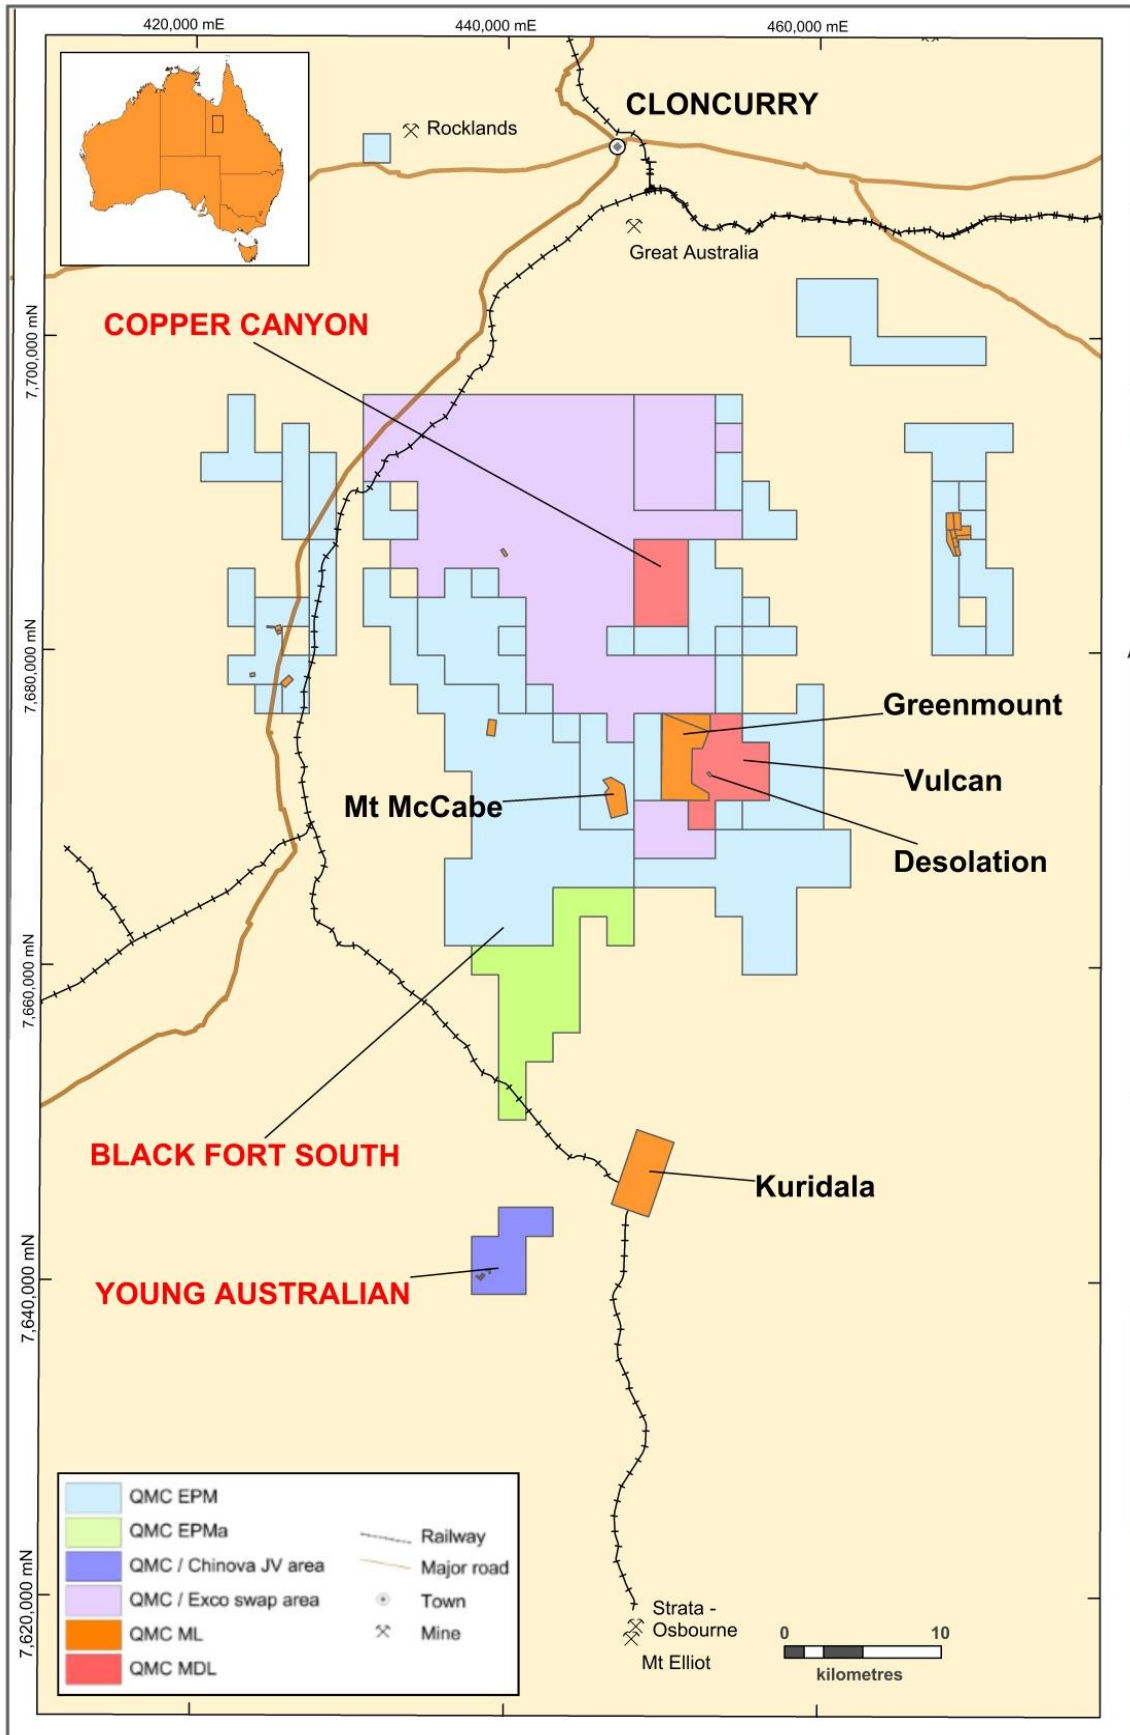 420,000 mE
440,000 mE
460,000 mE
CLONCURRY
Rocklands
Great Australia
7,700,000 mN
COPPER CANYON
7,680,000 mN
Greenmount
Vulcan
Mt McCabe
Desolation
7,660,000 mN
BLACK FORT SOUTH
Kuridala
7,640,000 mN
YOUNG AUSTRALIAN
QMC EPM
QMC EPMa
QMC / Chinova JV area
QMC / Exco swap area
QMC ML
QMC MDL
Railway
Major road
Town
Mine
7,620,000 mN
Strata -
Osbourne
Mt Elliot
0
10
kilometres